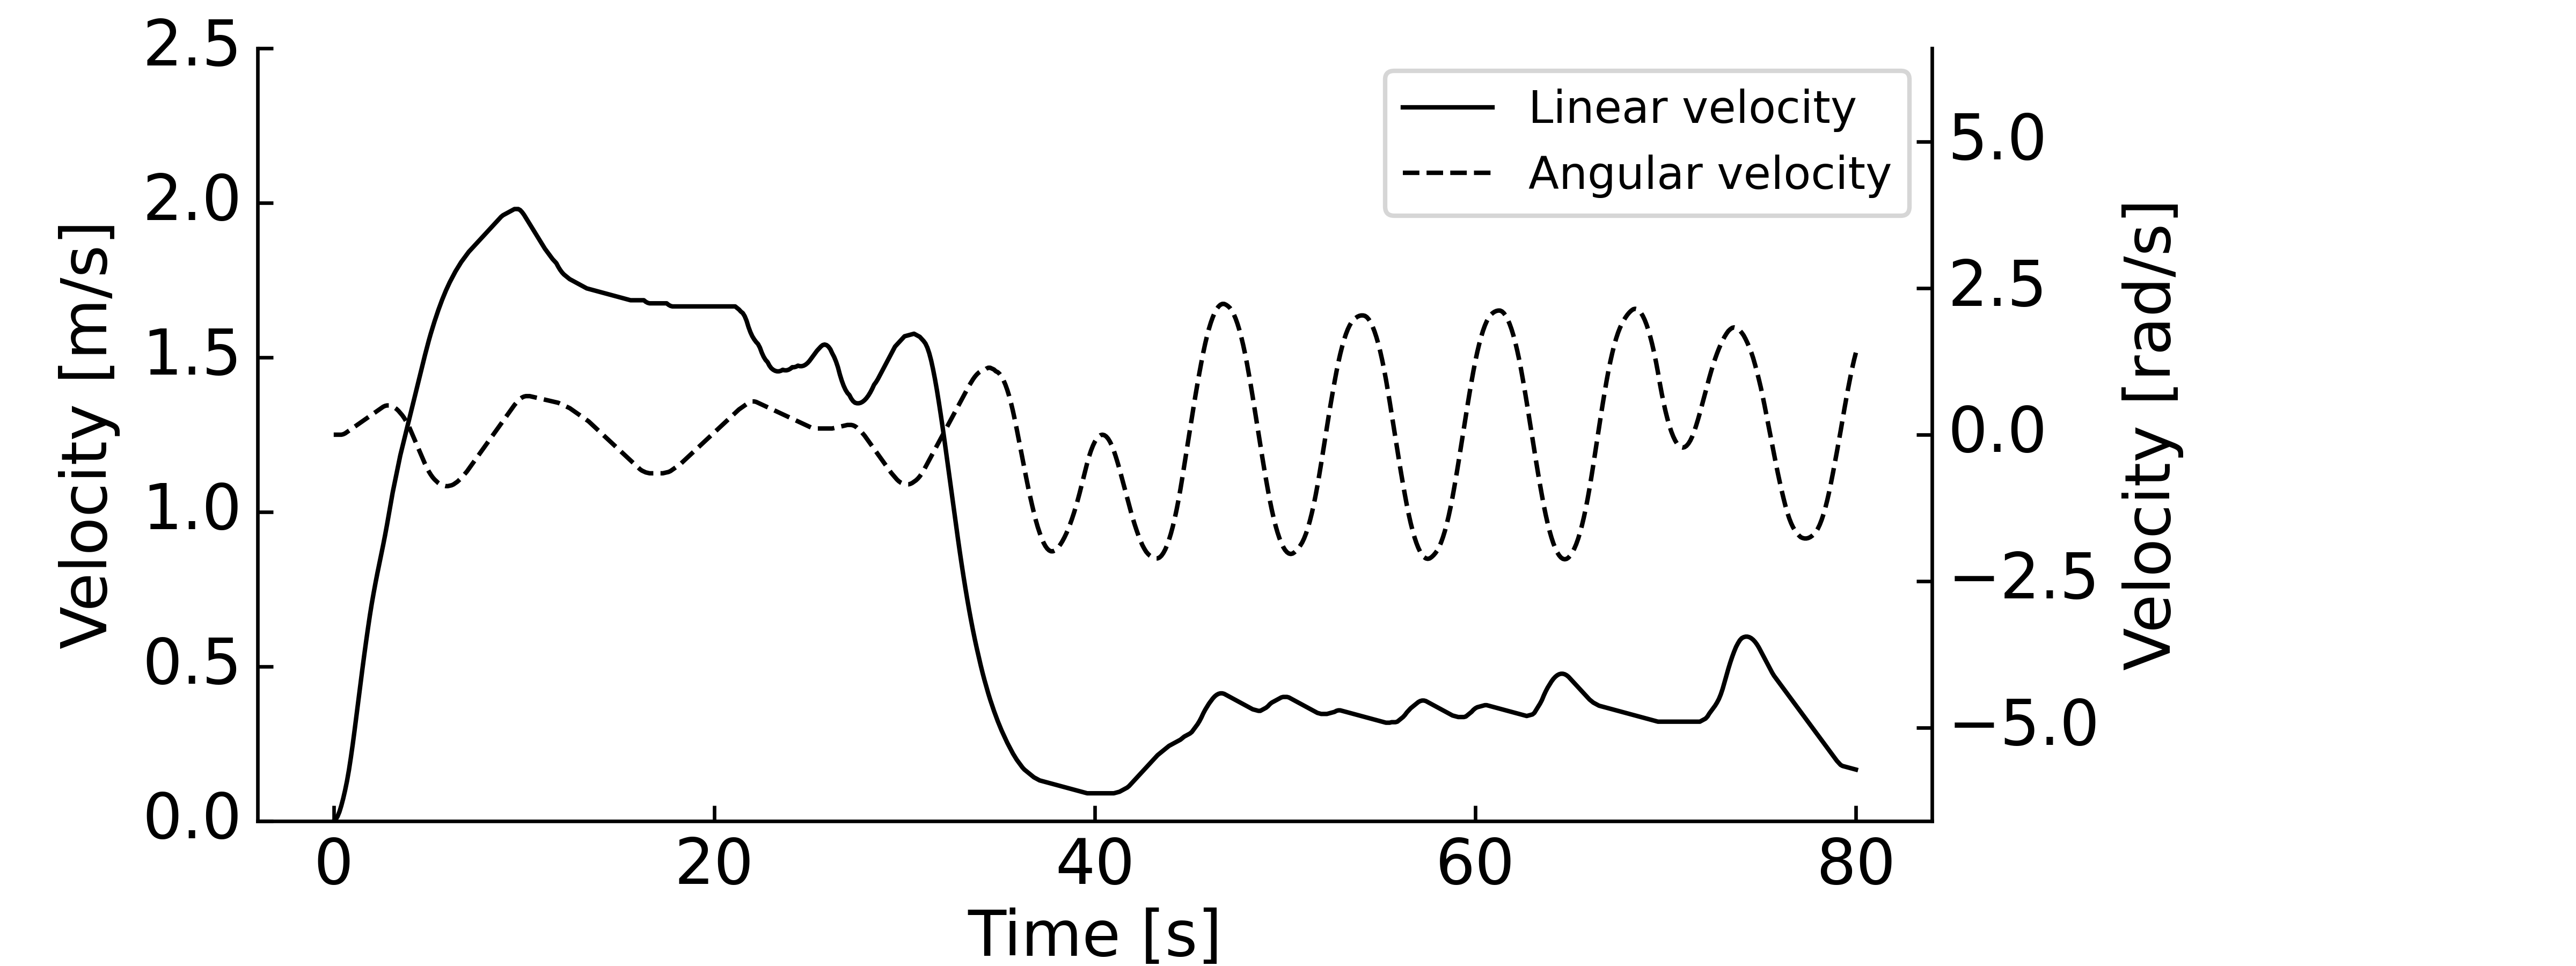 2.5
2.0
1.5
1.0
0.5
0.0
Velocity [m/s]
Linear velocity
Angular velocity
5.0
2.5
0.0
−2.5
−5.0
Velocity [rad/s]
0 20 40 60 80
Time [s]